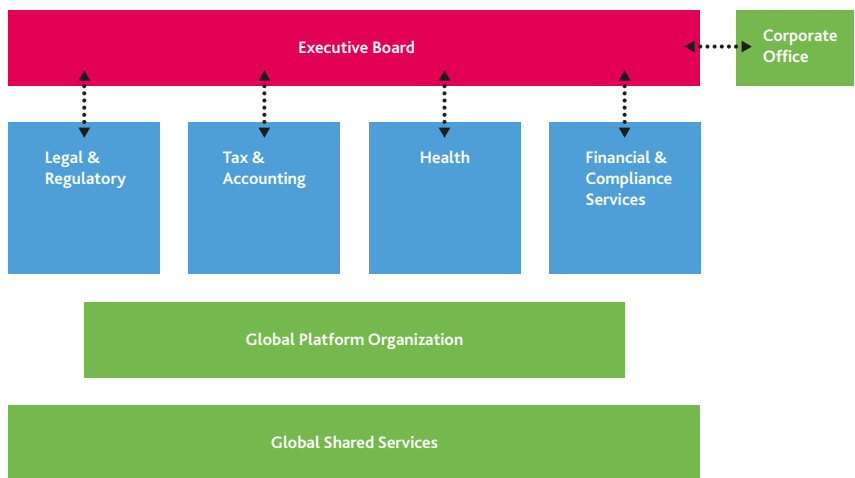 Executive Board
Corporate
Office
Legal &
Regulatory
Tax &
Accounting
Health
Financial &
Compliance
Services
Global Platform Organization
Global Shared Services